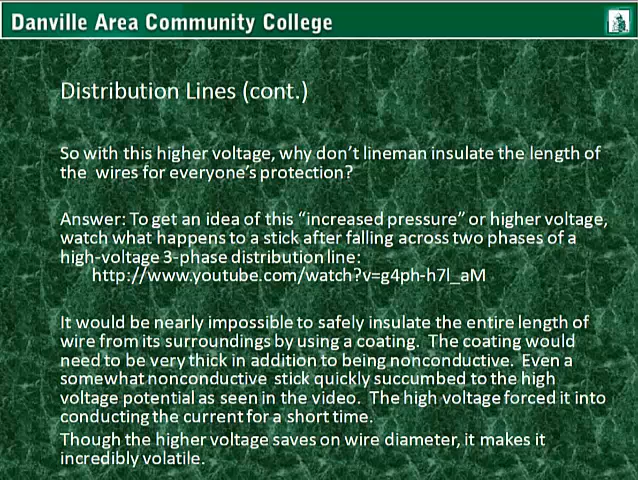 Danville Area Community College
Distribution Lines (cont.)
So with this higher voltage, why don't lineman insulate the length of
the wires for everyone's protection?
Answer: To get an idea of this "increased pressure" or higher voltage,
watch what happens to a stick after falling across two phases of a
high-voltage 3-phase distribution line:
http://www.youtube.com/watch?v=g4ph-h7l_aM
It would be nearly impossible to safely insulate the entire length of
wire from its surroundings by using a coating. The coating would
need to be very thick in addition to being nonconductive. Even a
somewhat nonconductive stick quickly succumbed to the high
voltage potential as seen in the video. The high voltage forced it into
conducting the current for a short time.
Though the higher voltage saves on wire diameter, it makes it
incredibly volatile.